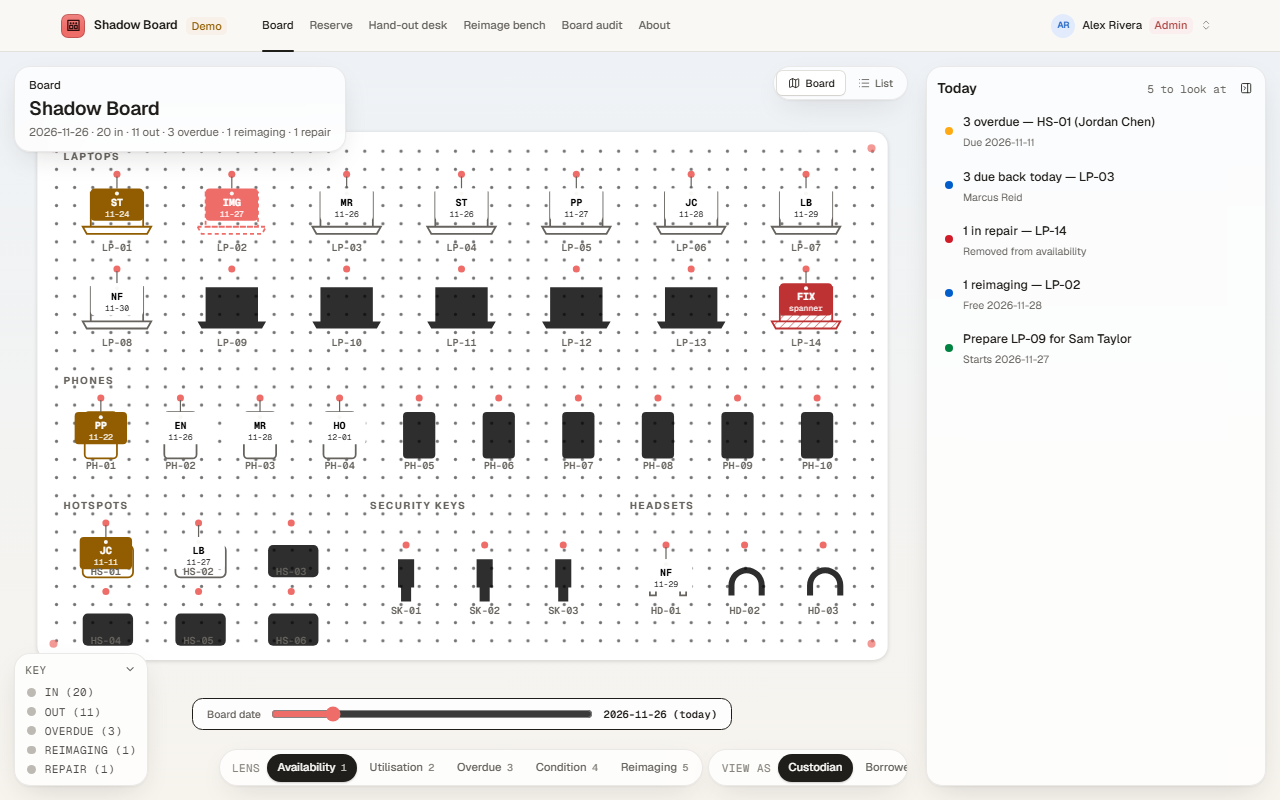 Shadow Board Demo Board Reserve Hand-out desk Reimage bench Board audit About AR Alex Rivera Admin
Board
Shadow Board
2026-11-26 · 20 in · 11 out · 3 overdue · 1 reimaging · 1 repair
Board List
LAPTOPS
ST IMG MR ST PP JC LB
11-24 11-27 11-26 11-26 11-27 11-28 11-29
LP-01 LP-02 LP-03 LP-04 LP-05 LP-06 LP-07
NF FIX
11-30 spanner
LP-08 LP-09 LP-10 LP-11 LP-12 LP-13 LP-14
PHONES
PP EN MR HO
11-22 11-26 11-28 12-01
PH-01 PH-02 PH-03 PH-04 PH-05 PH-06 PH-07 PH-08 PH-09 PH-10
HOTSPOTS SECURITY KEYS HEADSETS
JC LB NF
11-11 11-27 11-29
HS-01 HS-02 HS-03
SK-01 SK-02 SK-03 HD-01 HD-02 HD-03
HS-04 HS-05 HS-06
KEY
IN (20)
OUT (11)
OVERDUE (3)
REIMAGING (1)
REPAIR (1)
Board date 2026-11-26 (today)
LENS Availability 1 Utilisation 2 Overdue 3 Condition 4 Reimaging 5 VIEW AS Custodian Borrowe
Today 5 to look at
3 overdue — HS-01 (Jordan Chen)
Due 2026-11-11
3 due back today — LP-03
Marcus Reid
1 in repair — LP-14
Removed from availability
1 reimaging — LP-02
Free 2026-11-28
Prepare LP-09 for Sam Taylor
Starts 2026-11-27